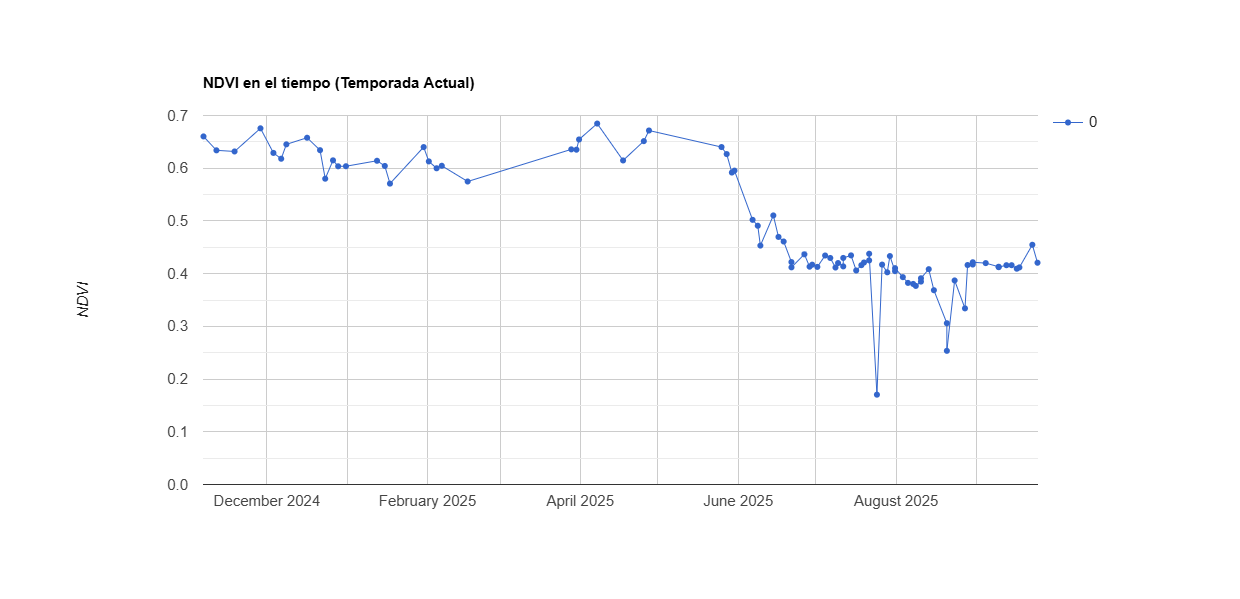 NDVI en el tiempo (Temporada Actual)
0.7
0
0.6
0.5
0.4
0.3
0.2
0.1
0.0
NDVI
December 2024
February 2025
April 2025
June 2025
August 2025